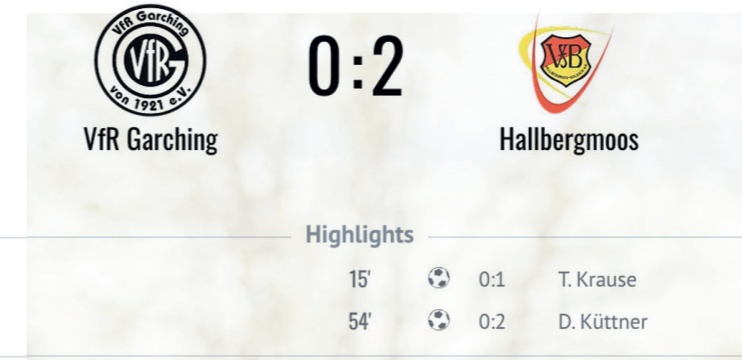 VfR Garching
VfR
von 1921 e.V.
0:2
VsB
VfR Garching
Hallbergmoos
Highlights
15' 0:1 T. Krause
54' 0:2 D. Küttner